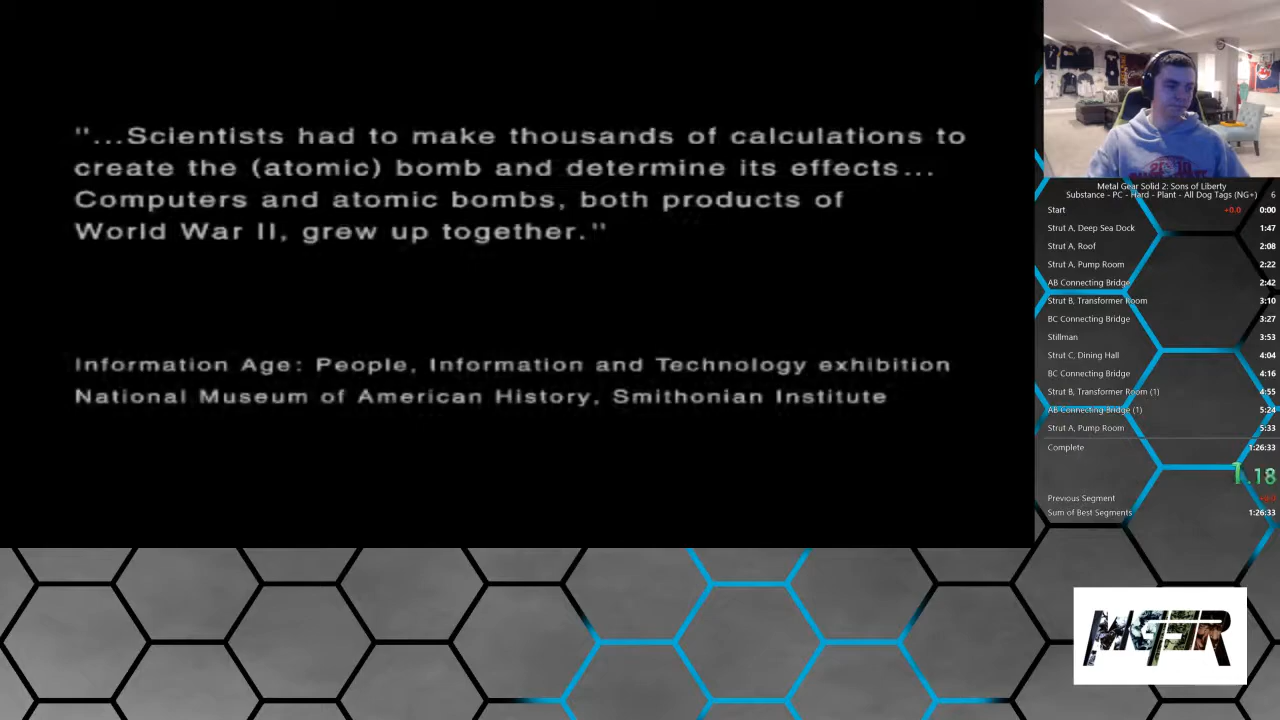 "...Scientists had to make thousands of calculations to
create the (atomic) bomb and determine its effects...
Computers and atomic bombs, both products of
World War II, grew up together."
Information Age: People, Information and Technology exhibition
National Museum of American History, Smithonian Institute
Metal Gear Solid 2: Sons of Liberty
Substance - PC - Hard - Plant - All Dog Tags (NG+) 6
Start +0.0 0:00
Strut A, Deep Sea Dock 1:47
Strut A, Roof 2:08
Strut A, Pump Room 2:22
AB Connecting Bridge 2:42
Strut B, Transformer Room 3:10
BC Connecting Bridge 3:27
Stillman 3:53
Strut C, Dining Hall 4:04
BC Connecting Bridge 4:16
Strut B, Transformer Room (1) 4:55
AB Connecting Bridge (1) 5:24
Strut A, Pump Room 5:33
Complete 1:26:33
1.18
Previous Segment +0.0
Sum of Best Segments 1:26:33